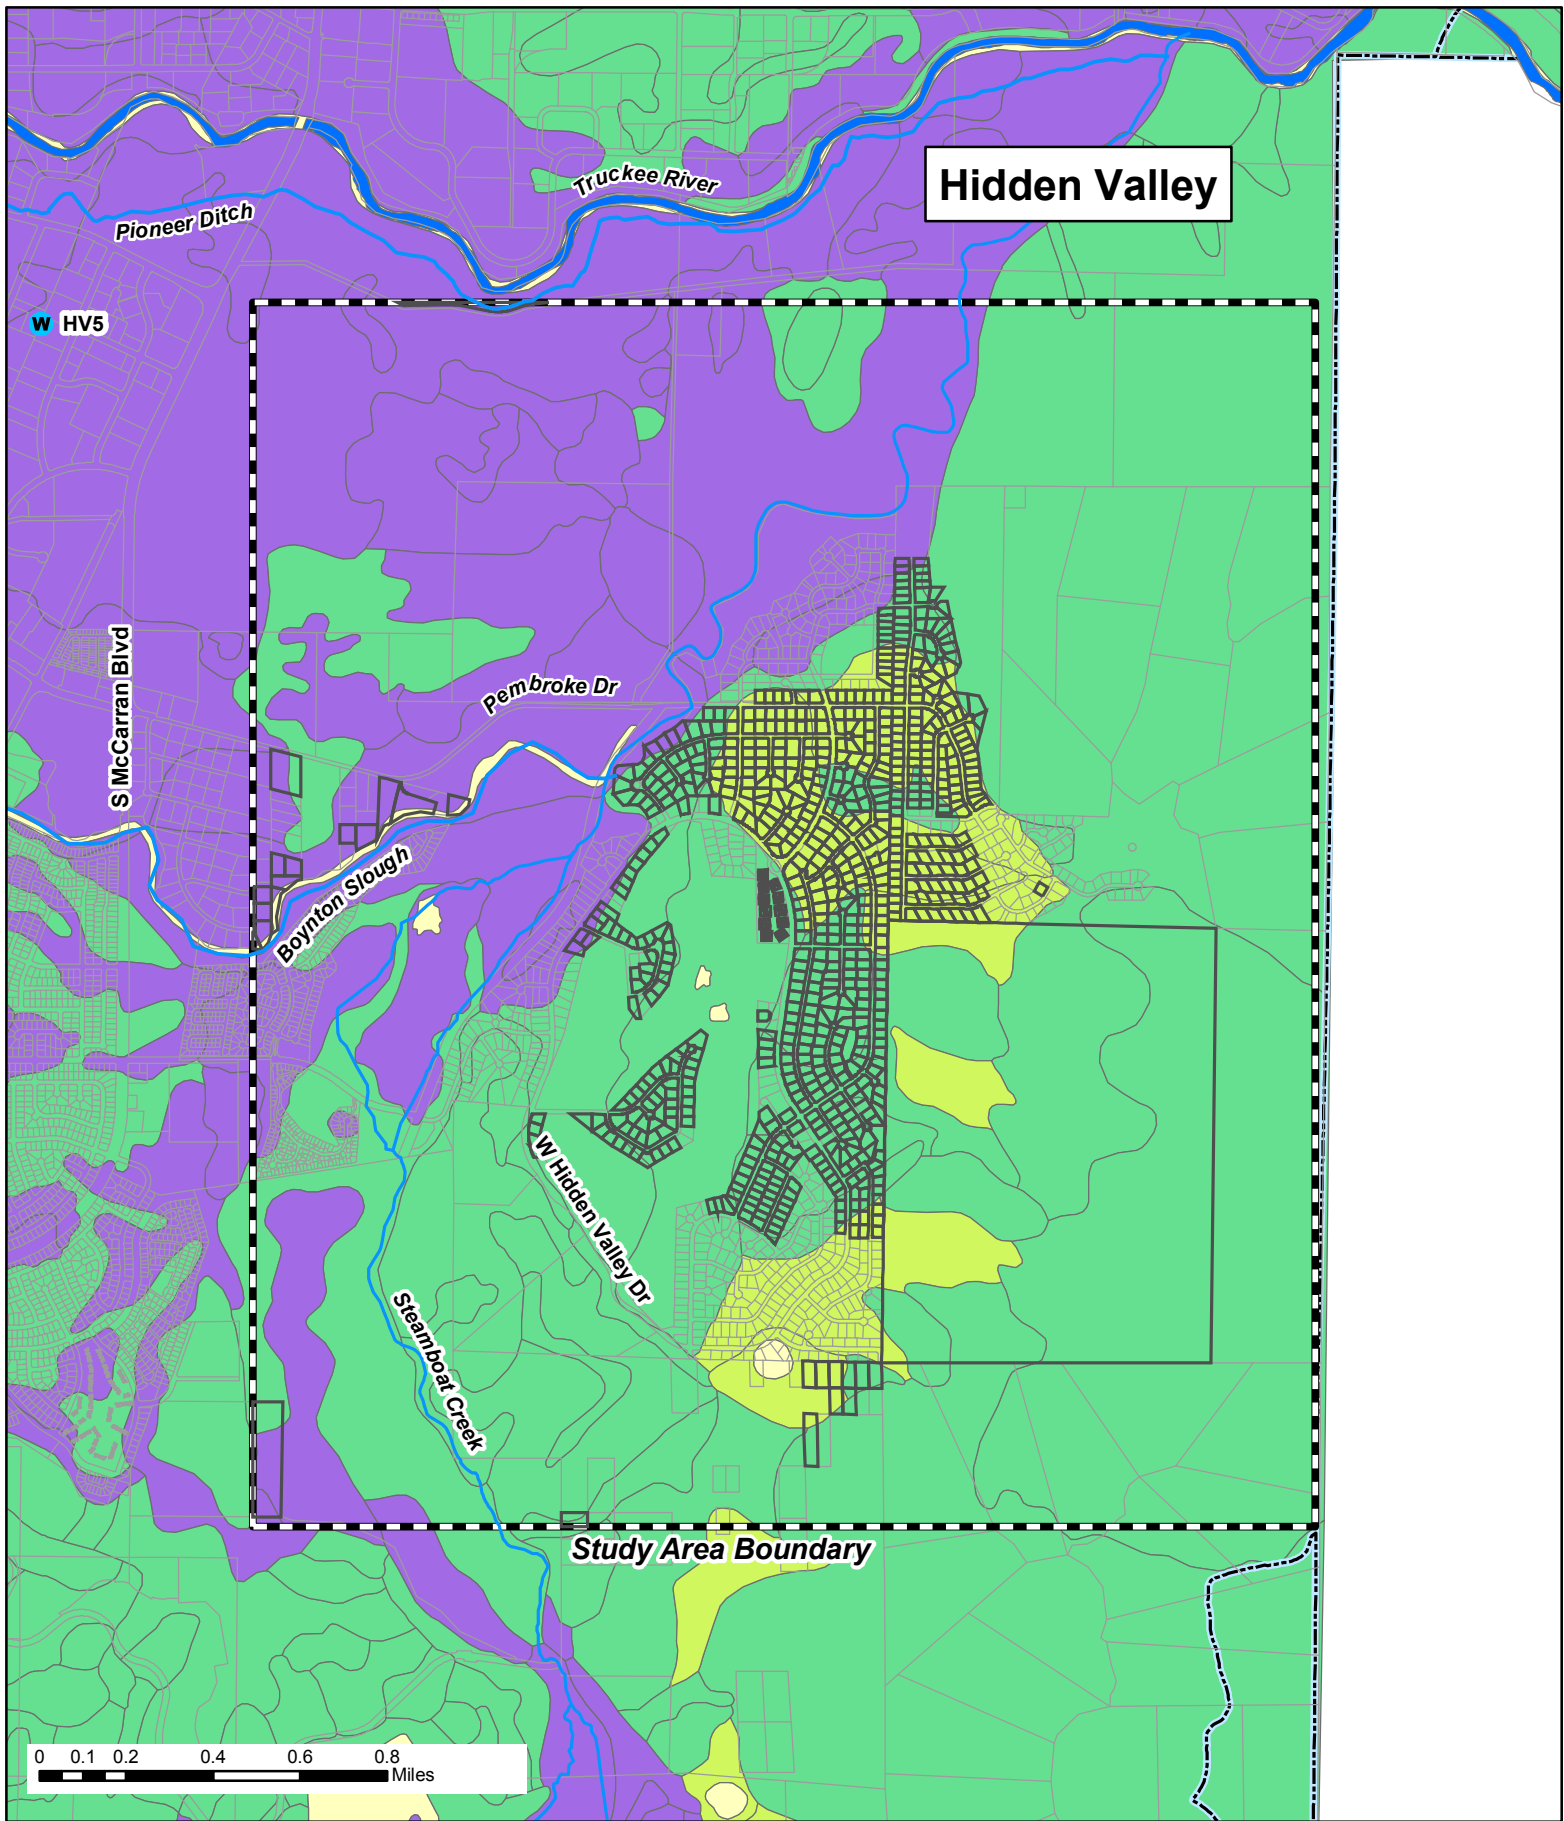 Truckee River
Hidden Valley
Pioneer Ditch
W HV5
S McCarran Blvd
Pembroke Dr
Boynton Slough
W Hidden Valley Dr
Steamboat Creek
Study Area Boundary
0 0.1 0.2 0.4 0.6 0.8
Miles